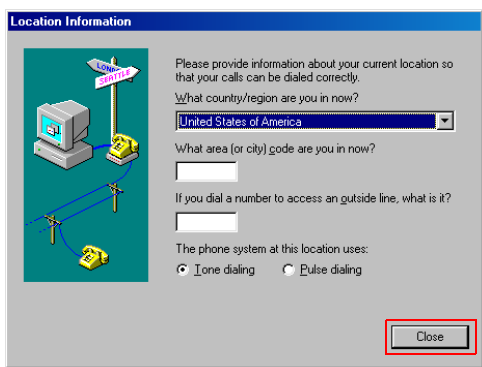 Location Information
LONDON
SEATTLE
Please provide information about your current location so
that your calls can be dialed correctly.
What country/region are you in now?
United States of America
What area (or city) code are you in now?
If you dial a number to access an outside line, what is it?
The phone system at this location uses:
Tone dialing
Pulse dialing
Close